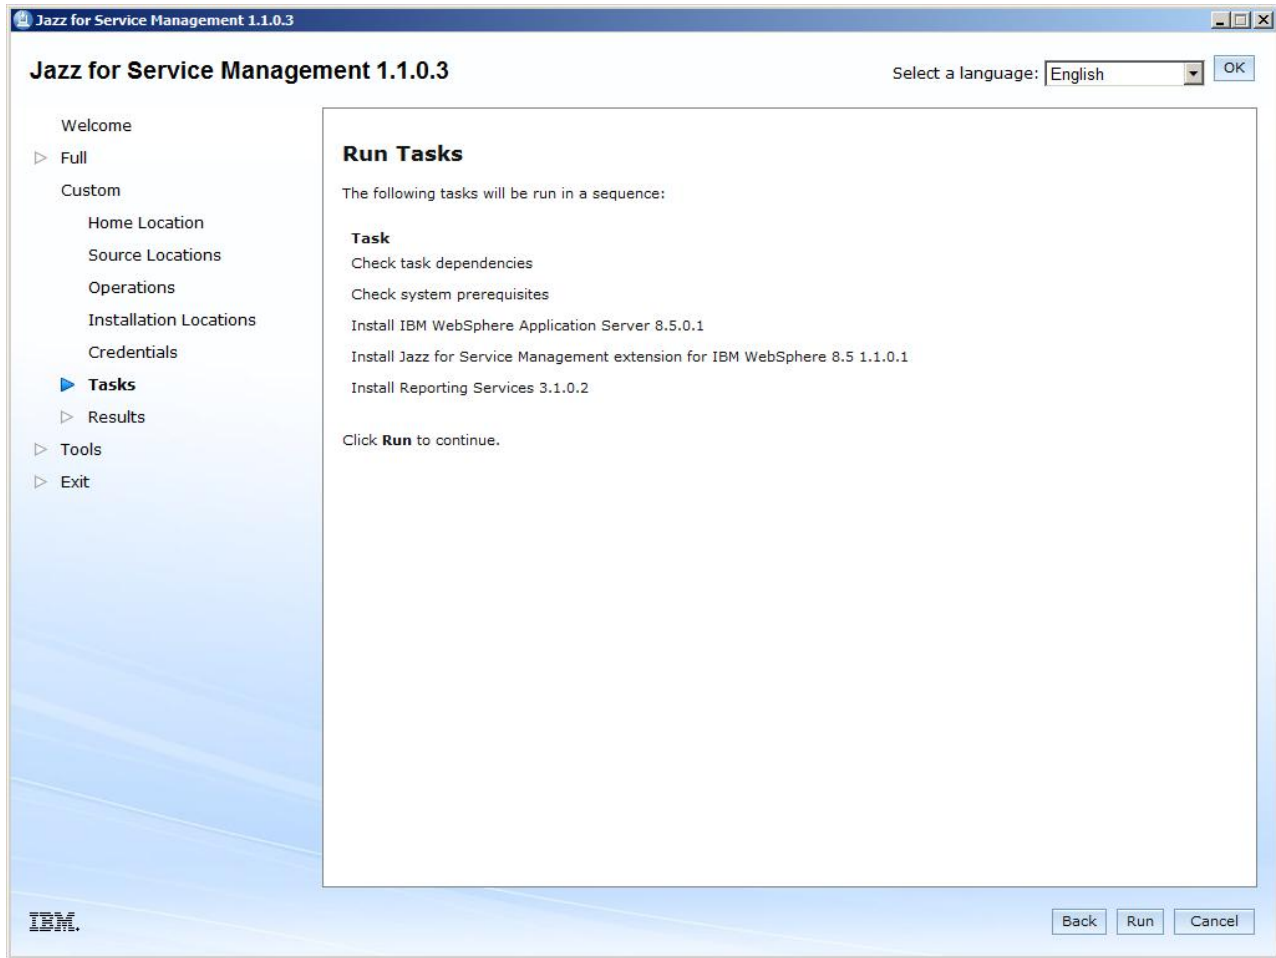 Jazz for Service Management 1.1.0.3
Jazz for Service Management 1.1.0.3
Select a language: English OK
Welcome
Full
Custom
Home Location
Source Locations
Operations
Installation Locations
Credentials
Tasks
Results
Tools
Exit
Run Tasks
The following tasks will be run in a sequence:
Task
Check task dependencies
Check system prerequisites
Install IBM WebSphere Application Server 8.5.0.1
Install Jazz for Service Management extension for IBM WebSphere 8.5 1.1.0.1
Install Reporting Services 3.1.0.2
Click Run to continue.
IBM.
Back Run Cancel